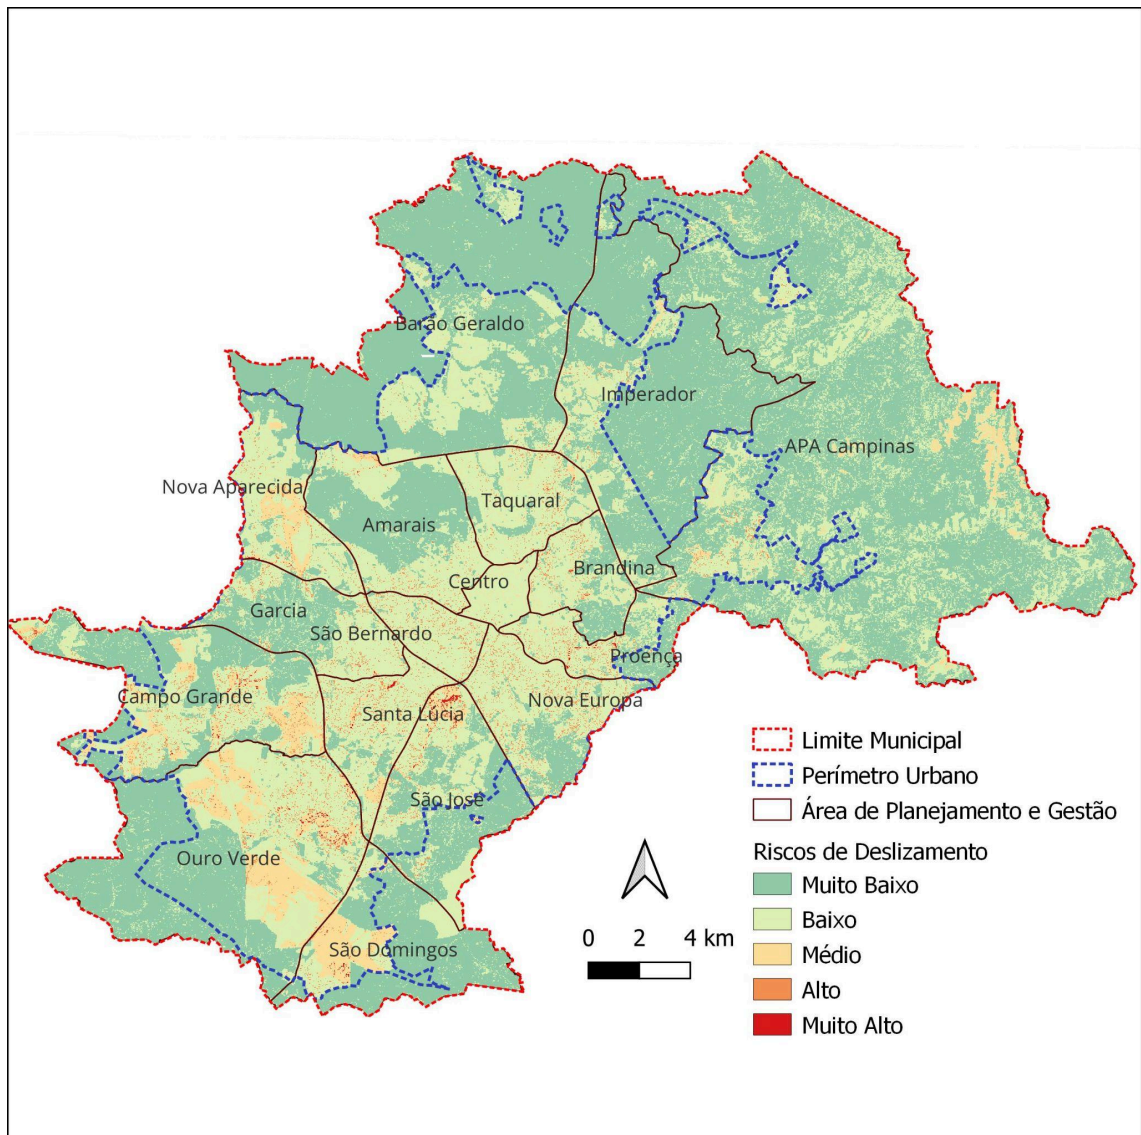 Barão Geraldo
Imperador
APA Campinas
Nova Aparecida
Taquaral
Amarais
Centro
Brandina
Garcia
São Bernardo
Proença
Campo Grande
Nova Europa
Santa Lúcia
São José
Ouro Verde
São Domingos
Limite Municipal
Perímetro Urbano
Área de Planejamento e Gestão
Riscos de Deslizamento
Muito Baixo
Baixo
Médio
Alto
Muito Alto
0 2 4 km